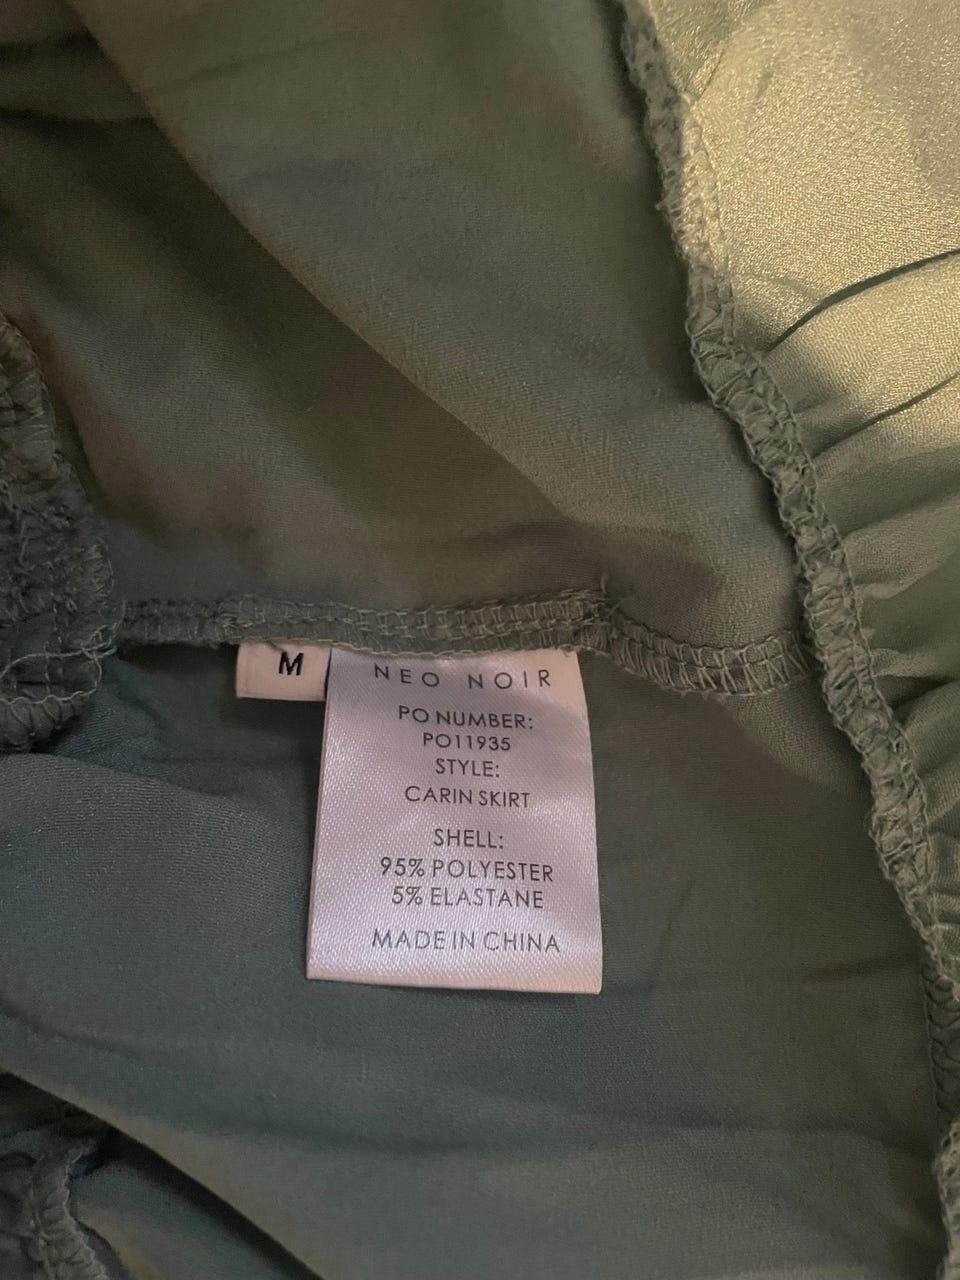 M
NEO NOIR
PO NUMBER:
PO11935
STYLE:
CARIN SKIRT
SHELL:
95% POLYESTER
5% ELASTANE
MADE IN CHINA